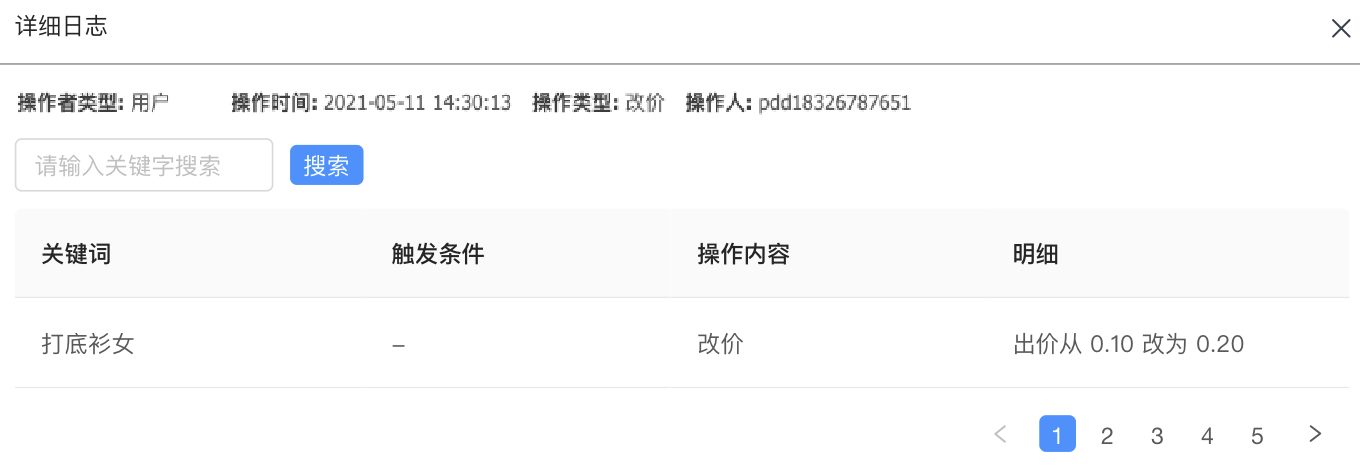 详细日志
操作者类型: 用户 操作时间: 2021-05-11 14:30:13 操作类型: 改价 操作人: pdd18326787651
请输入关键字搜索 搜索
关键词 触发条件 操作内容 明细
打底衫女 – 改价 出价从 0.10 改为 0.20
1 2 3 4 5